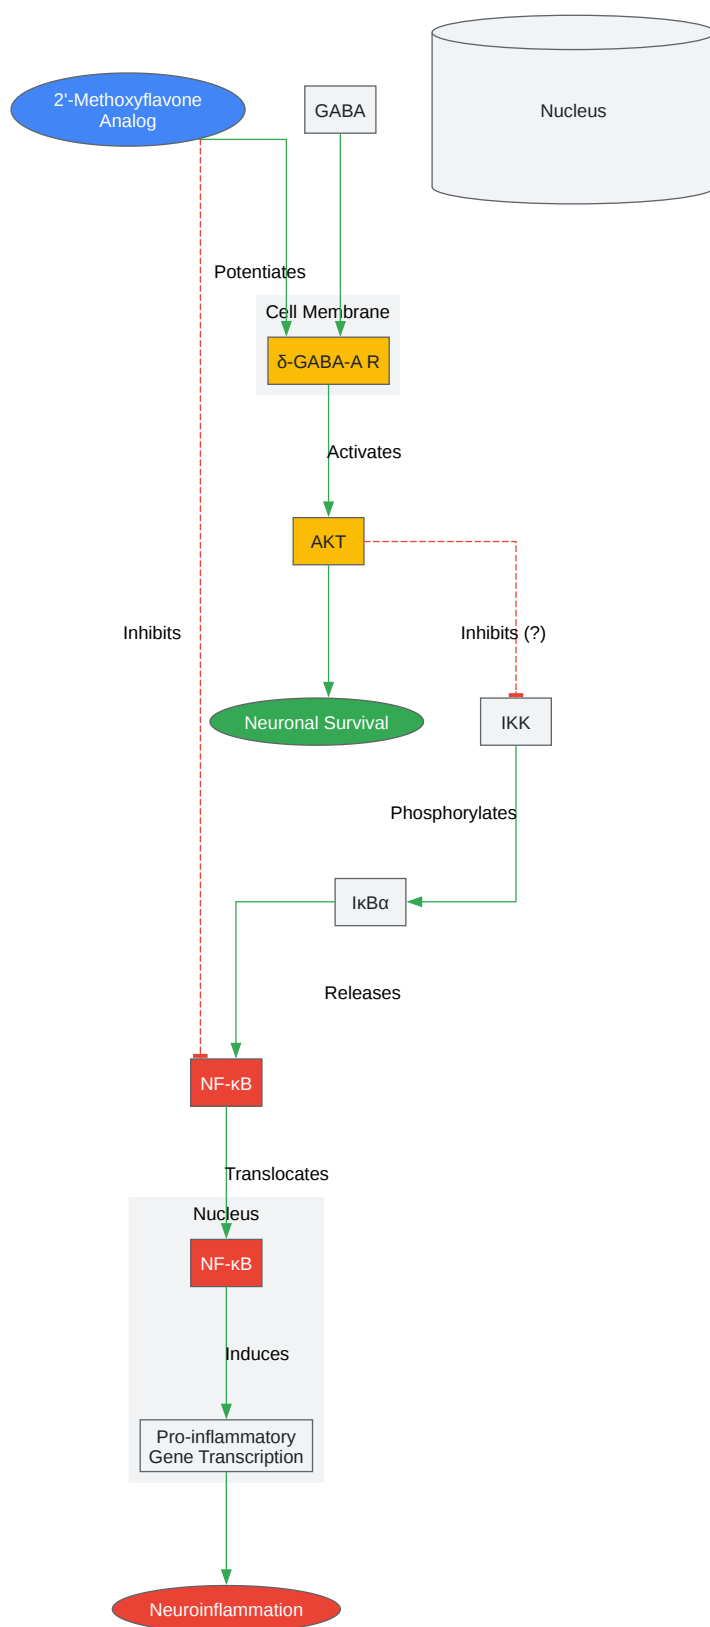 2'-Methoxyflavone
Analog
GABA
Nucleus
Potentiates
Cell Membrane
δ-GABA-A R
Activates
AKT
Inhibits
Inhibits (?)
Neuronal Survival
IKK
Phosphorylates
IκBα
Releases
NF-κB
Translocates
Nucleus
NF-κB
Induces
Pro-inflammatory
Gene Transcription
Neuroinflammation